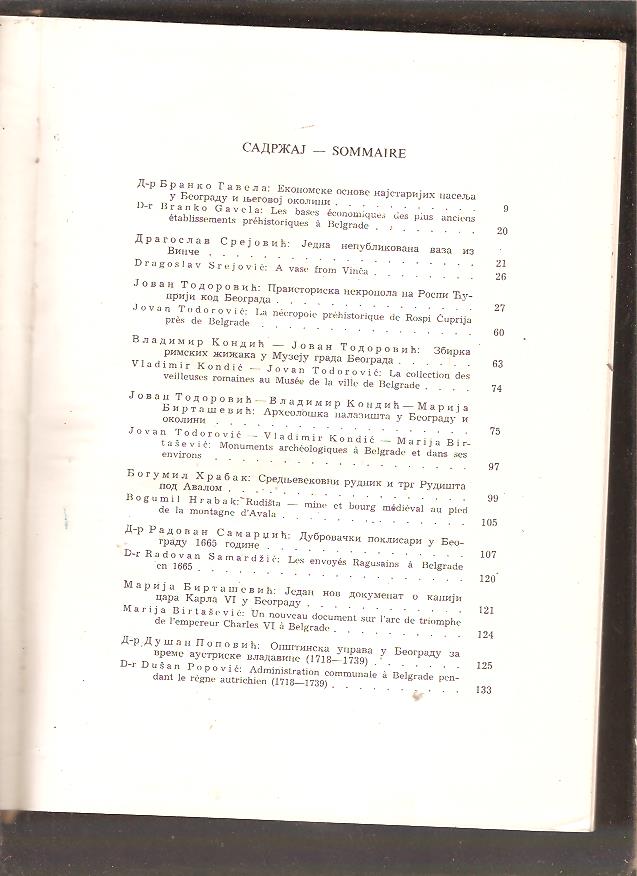 САДРЖАЈ — SOMMAIRE
Д-р Бранко Гавела: Економске основе најстаријих насеља
у Београду и његовој околини . . . . . . . . . . 9
D-r Branko Gavela: Les bases économiques des plus anciens
établissements préhistoriques à Belgrade . . . . . . . 20
Драгослав Срејовић: Једна непубликована ваза из
Винче . . . . . . . . . . . . . . . . 21
Dragoslav Srejović: A vase from Vinča . . . . . . . 26
Јован Тодоровић: Праисториска некропола на Роспи Ћу-
прији код Београда . . . . . . . . . . . . . 27
Jovan Todorović: La nécropole préhistorique de Rospi Ćuprija
près de Belgrade . . . . . . . . . . . . . . 60
Владимир Кондић — Јован Тодоровић: Збирка
римских жижака у Музеју града Београда . . . . . . 63
Vladimir Kondić — Jovan Todorović: La collection des
veilleuses romaines au Musée de la ville de Belgrade . . . . 74
Јован Тодоровић — Владимир Кондић — Марија
Бирташевић: Археолошка налазишта у Београду и
околини . . . . . . . . . . . . . . . . 75
Jovan Todorović — Vladimir Kondić — Marija Bir-
tašević: Monuments archéologiques à Belgrade et dans ses
environs . . . . . . . . . . . . . . . . 97
Богумил Храбак: Средњевековни рудник и трг Рудишта
под Авалом . . . . . . . . . . . . . . . 99
Bogumil Hrabak: Rudišta — mine et bourg médiéval au pied
de la montagne d'Avala . . . . . . . . . . . . 105
Д-р Радован Самарџић: Дубровачки поклисари у Бео-
граду 1665 године . . . . . . . . . . . . . 107
D-r Radovan Samardžić: Les envoyés Ragusains à Belgrade
en 1665 . . . . . . . . . . . . . . . . 120
Марија Бирташевић: Један нов докуменат о капији
цара Карла VI у Београду . . . . . . . . . . . 121
Marija Birtašević: Un nouveau document sur l'arc de triomphe
de l'empereur Charles VI à Belgrade . . . . . . . . . 124
Д-р Душан Поповић: Општинска управа у Београду за
време аустриске владавине (1718—1739) . . . . . . . 125
D-r Dušan Popović: Administration communale à Belgrade pen-
dant le règne autrichien (1718—1739) . . . . . . . . . 133